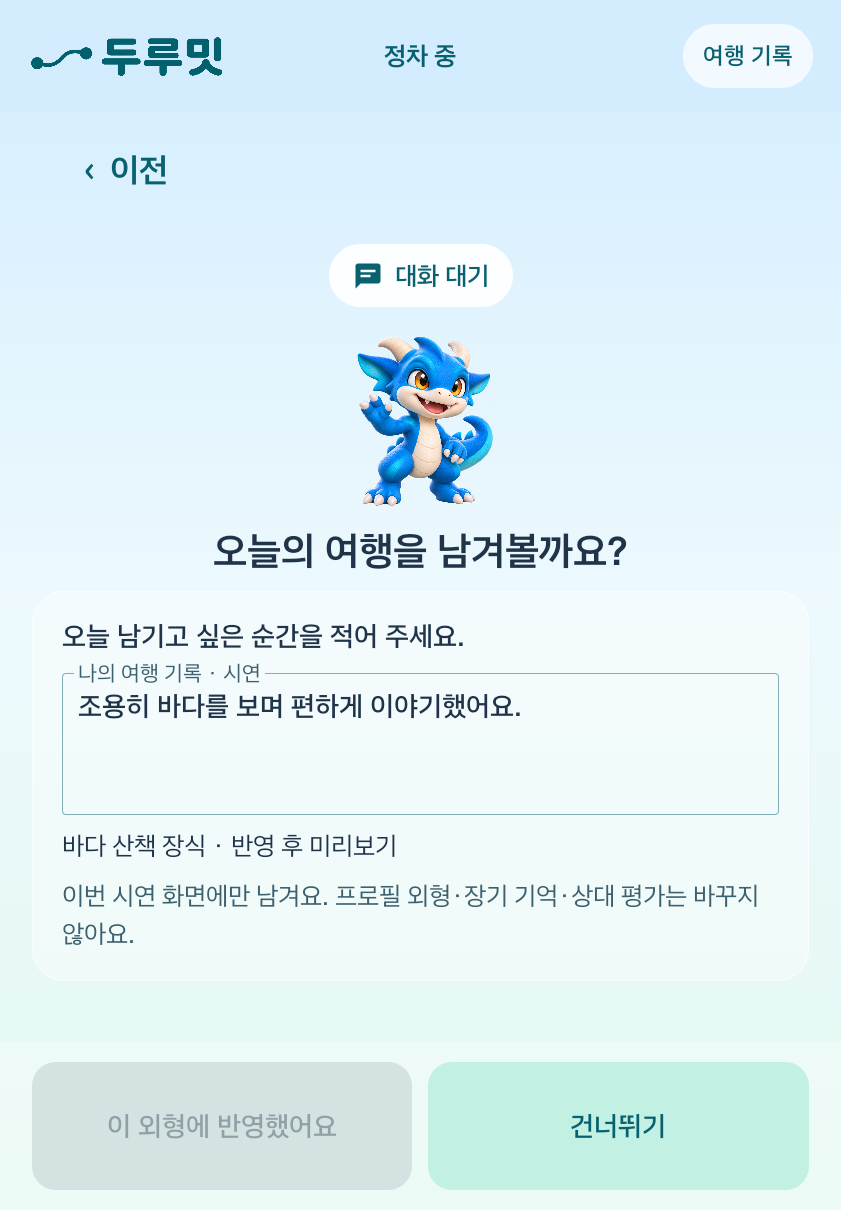 두루밋
정차 중
여행 기록
‹ 이전
대화 대기
오늘의 여행을 남겨볼까요?
오늘 남기고 싶은 순간을 적어 주세요.
나의 여행 기록 · 시연
조용히 바다를 보며 편하게 이야기했어요.
바다 산책 장식 · 반영 후 미리보기
이번 시연 화면에만 남겨요. 프로필 외형·장기 기억·상대 평가는 바꾸지
않아요.
이 외형에 반영했어요
건너뛰기